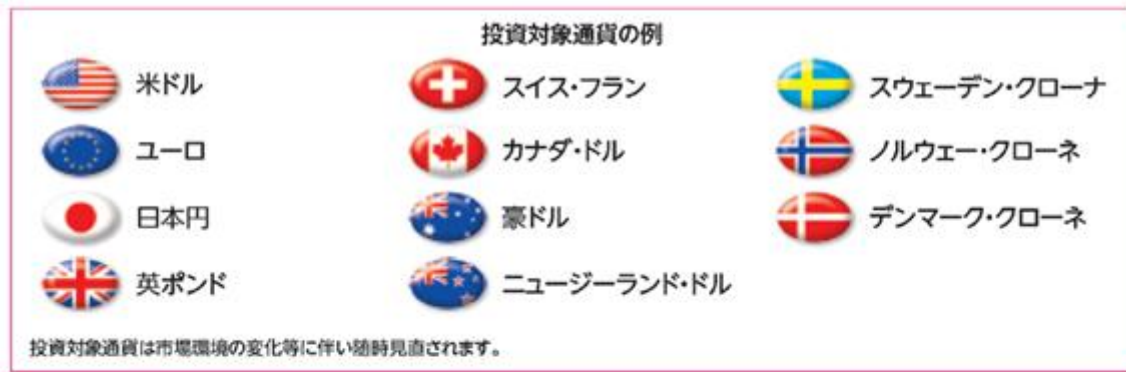 投資対象通貨の例
米ドル
ユーロ
日本円
英ポンド
スイス・フラン
カナダ・ドル
豪ドル
ニュージーランド・ドル
スウェーデン・クローナ
ノルウェー・クローネ
デンマーク・クローネ
投資対象通貨は市場環境の変化等に伴い随時見直されます。